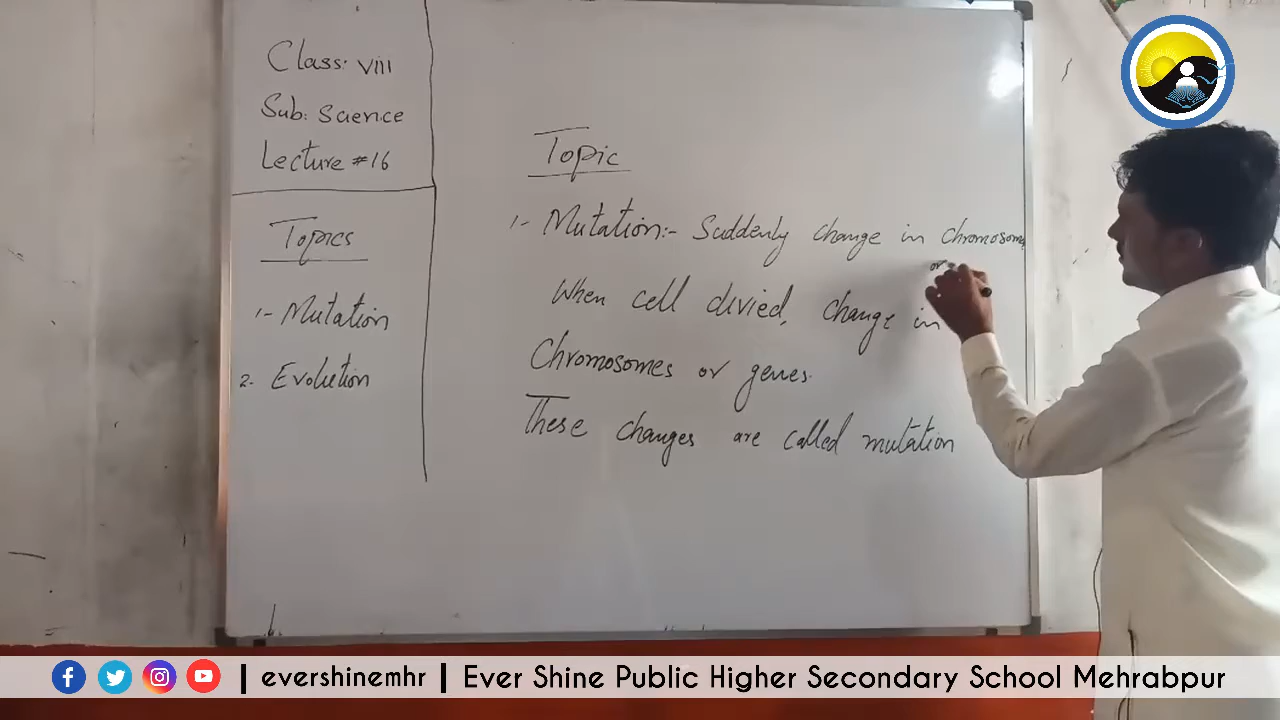 Class: VIII
Sub: Science
Lecture #16
Topics
1- Mutation
2. Evolution
Topic
1- Mutation:- Suddenly change in chromosome
or
When cell divied, change in
Chromosomes or genes.
These changes are called mutation
| evershinemhr | Ever Shine Public Higher Secondary School Mehrabpur